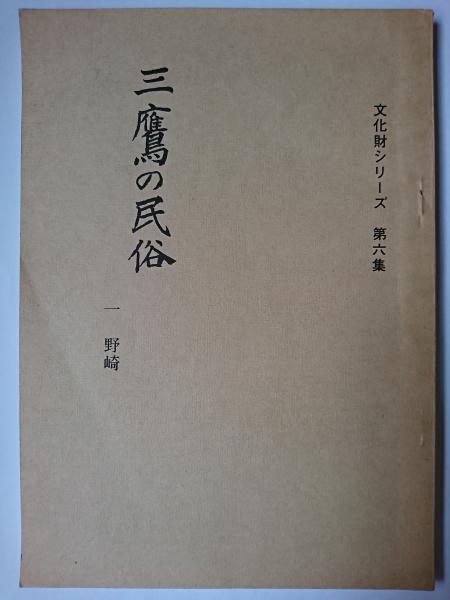 文化財シリーズ　第六集
三鷹の民俗
一　野崎